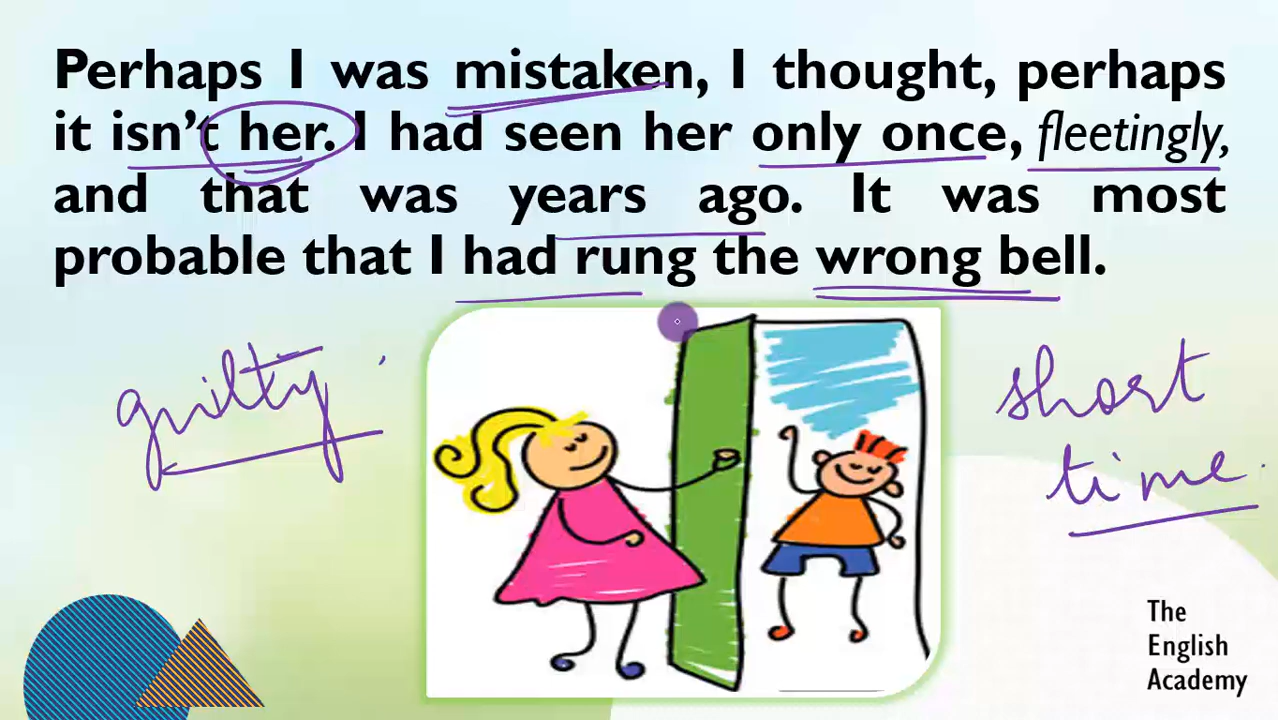 Perhaps I was mistaken, I thought, perhaps
it isn't her. I had seen her only once, fleetingly,
and that was years ago. It was most
probable that I had rung the wrong bell.
guilty
short
time.
The
English
Academy